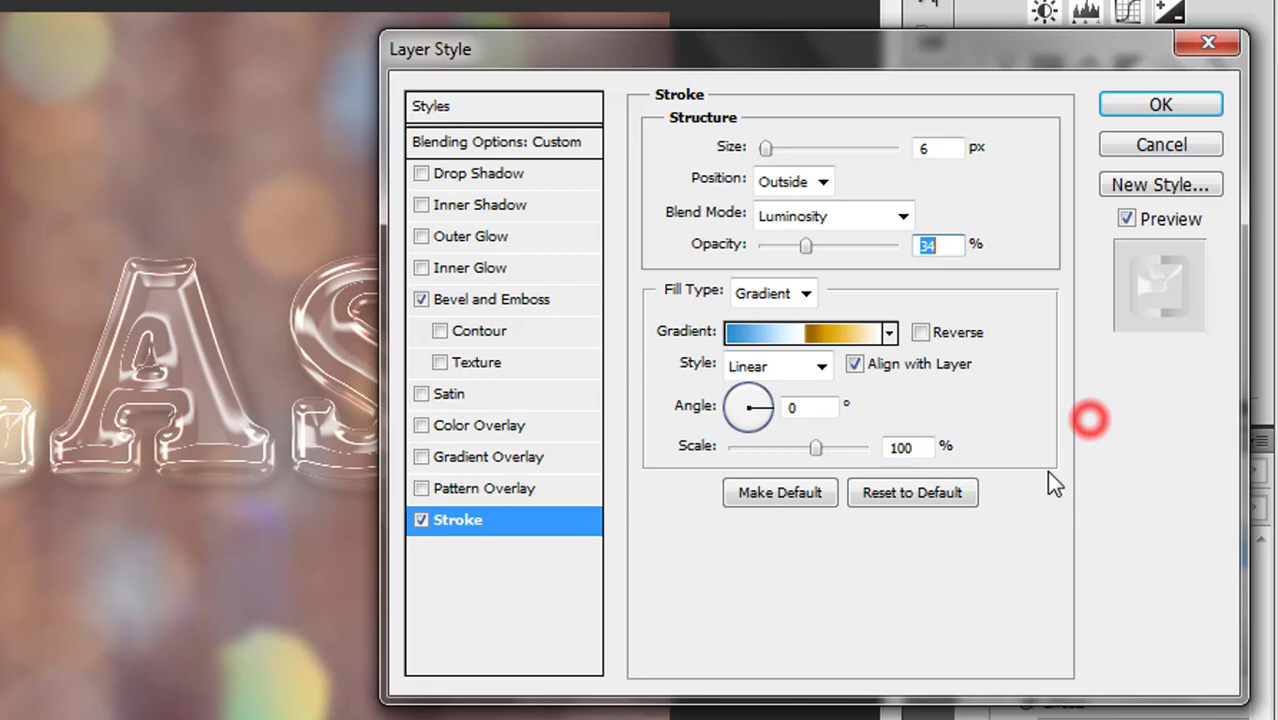 Layer Style
Styles
Blending Options: Custom
Drop Shadow
Inner Shadow
Outer Glow
Inner Glow
Bevel and Emboss
Contour
Texture
Satin
Color Overlay
Gradient Overlay
Pattern Overlay
Stroke
Stroke
Structure
Size: 6 px
Position: Outside
Blend Mode: Luminosity
Opacity: 34 %
Fill Type: Gradient
Gradient: Reverse
Style: Linear Align with Layer
Angle: 0 °
Scale: 100 %
Make Default Reset to Default
OK
Cancel
New Style...
Preview
AS